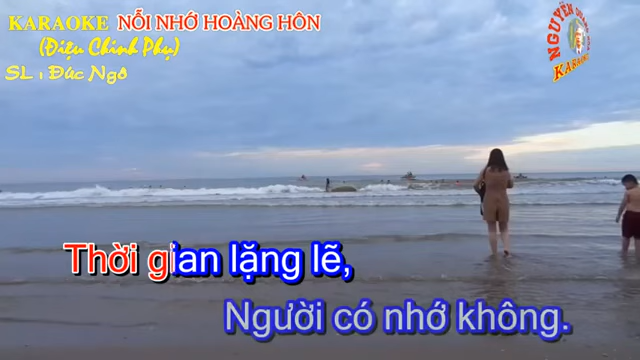 KARAOKE NỖI NHỚ HOÀNG HÔN
(Điệu Chinh Phụ)
SL : Đức Ngô
NGUYỄN
KARAOKE
Thời gian lặng lẽ,
Người có nhớ không.